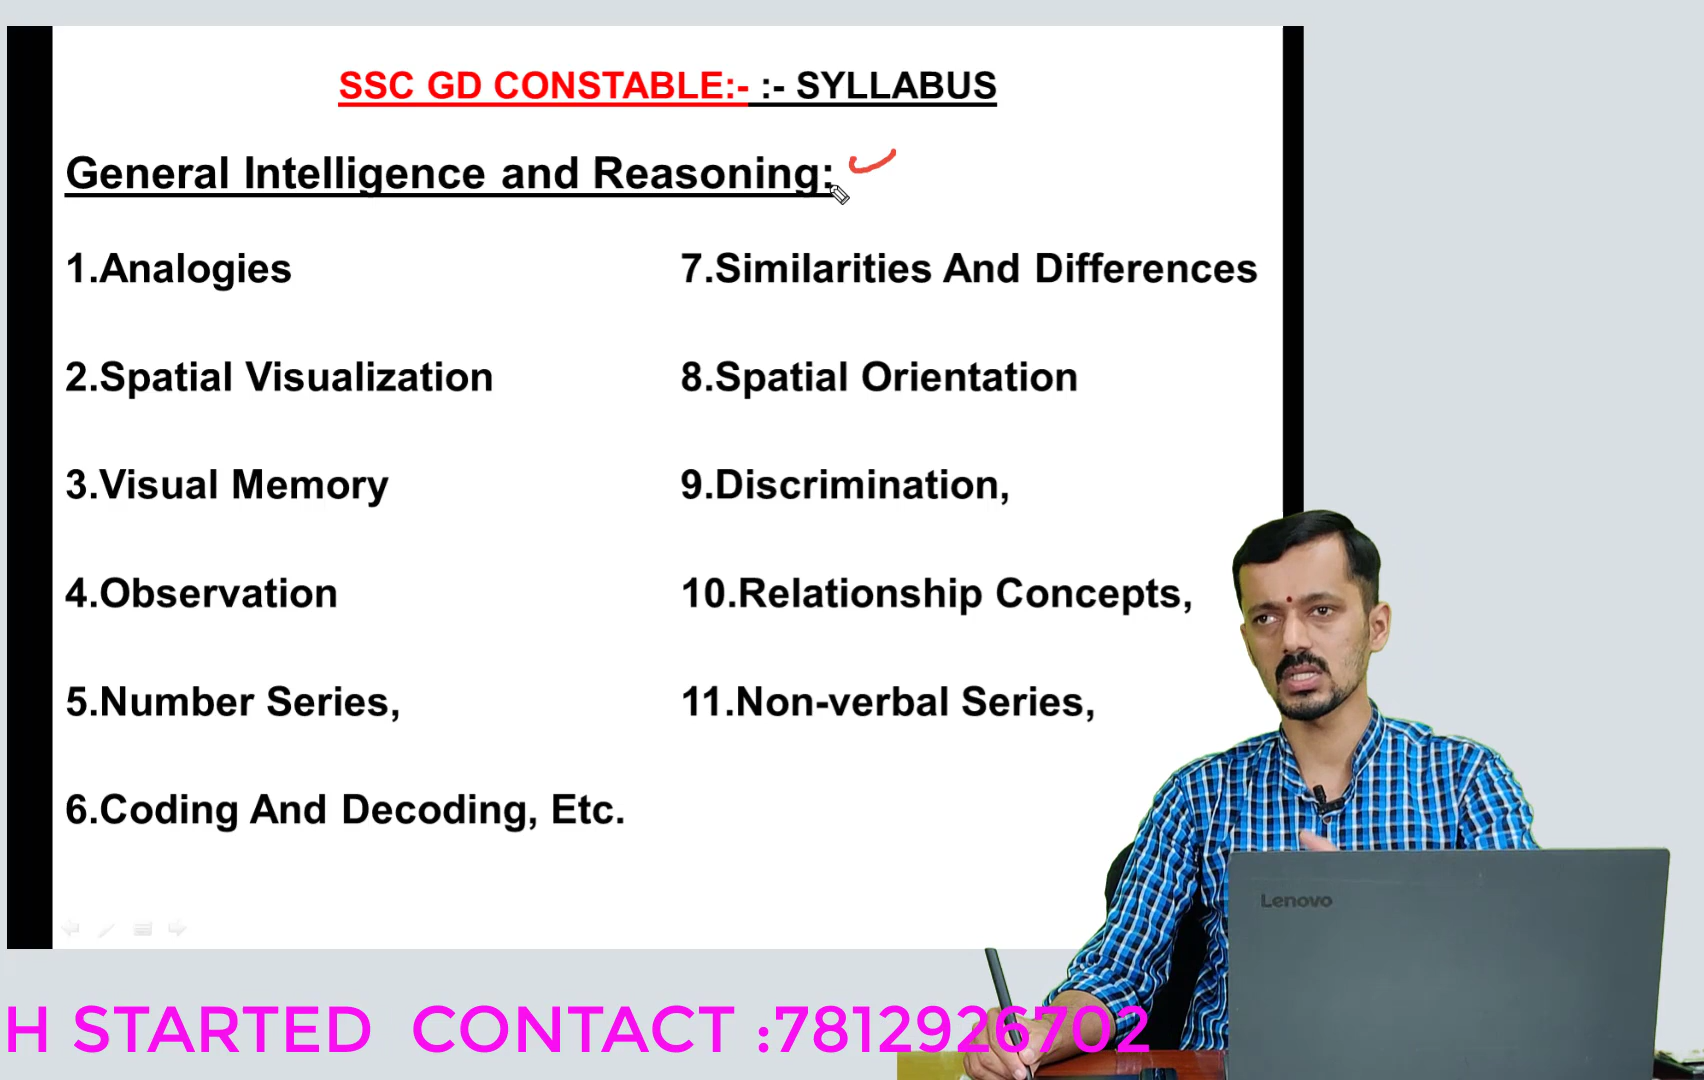 SSC GD CONSTABLE:- :- SYLLABUS
General Intelligence and Reasoning:
1.Analogies
2.Spatial Visualization
3.Visual Memory
4.Observation
5.Number Series,
6.Coding And Decoding, Etc.
7.Similarities And Differences
8.Spatial Orientation
9.Discrimination,
10.Relationship Concepts,
11.Non-verbal Series,
Lenovo
H STARTED CONTACT :7812926702